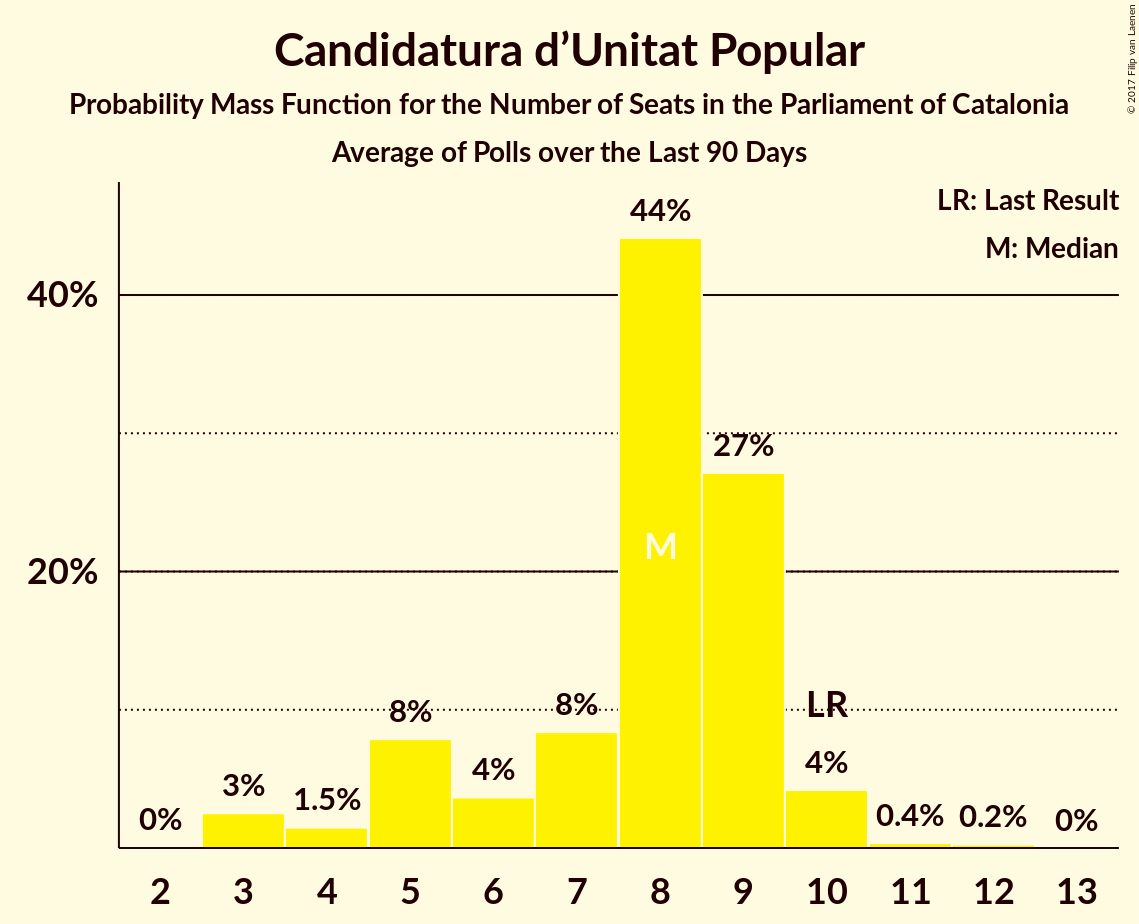 Candidatura d’Unitat Popular
Probability Mass Function for the Number of Seats in the Parliament of Catalonia
Average of Polls over the Last 90 Days
© 2017 Filip van Laenen
LR: Last Result
M: Median
40%
20%
0%
3%
1.5%
8%
4%
8%
44%
M
27%
LR
4%
0.4%
0.2%
0%
2 3 4 5 6 7 8 9 10 11 12 13